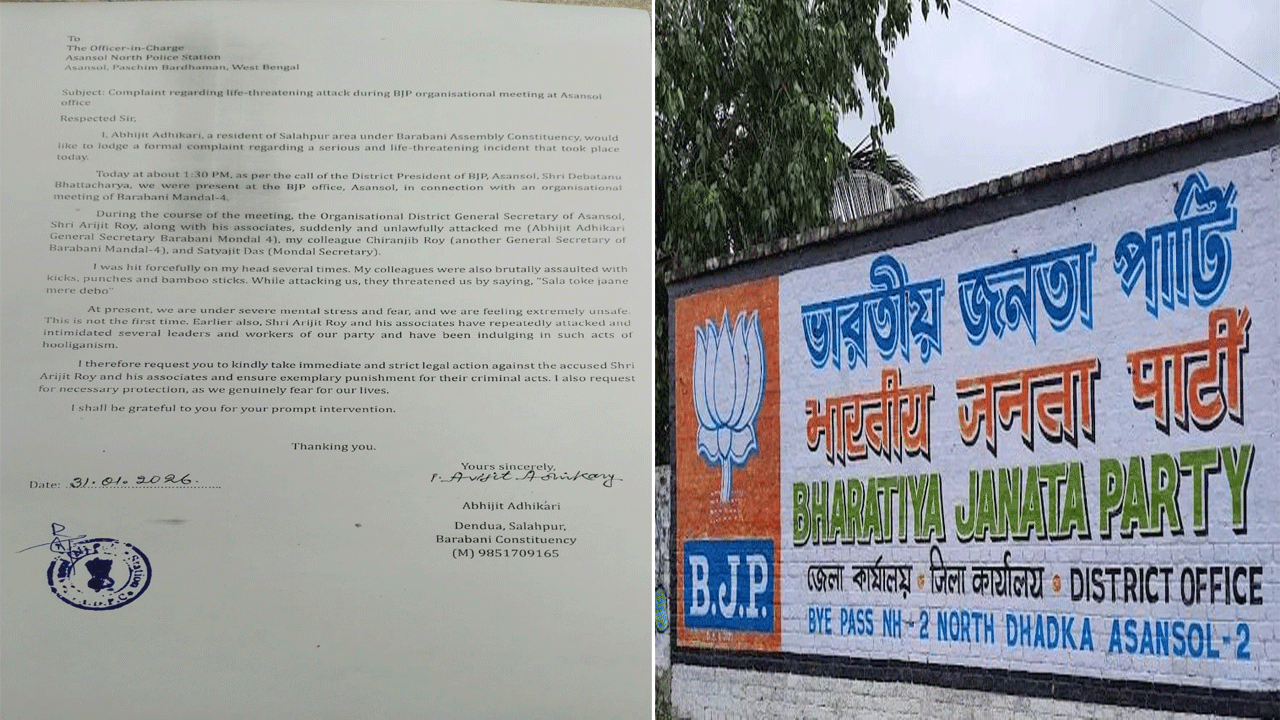 To
The Officer-in-Charge
Asansol North Police Station
Asansol, Paschim Bardhaman, West Bengal
Subject: Complaint regarding life-threatening attack during BJP organisational meeting at Asansol
office
Respected Sir,
I, Abhijit Adhikari, a resident of Salahpur area under Barabani Assembly Constituency, would
like to lodge a formal complaint regarding a serious and life-threatening incident that took place
today.
Today at about 1:30 PM, as per the call of the District President of BJP, Asansol, Shri Debatanu
Bhattacharya, we were present at the BJP office, Asansol, in connection with an organisational
meeting of Barabani Mandal-4.
During the course of the meeting, the Organisational District General Secretary of Asansol,
Shri Arijit Roy, along with his associates, suddenly and unlawfully attacked me (Abhijit Adhikari
General Secretary Barabani Mondal 4), my colleague Chiranjib Roy (another General Secretary of
Barabani Mandal-4), and Satyajit Das (Mondal Secretary).
I was hit forcefully on my head several times. My colleagues were also brutally assaulted with
kicks, punches and bamboo sticks. While attacking us, they threatened us by saying, "Sala toke jaane
mere debo"
At present, we are under severe mental stress and fear, and we are feeling extremely unsafe.
This is not the first time. Earlier also, Shri Arijit Roy and his associates have repeatedly attacked and
intimidated several leaders and workers of our party and have been indulging in such acts of
hooliganism.
I therefore request you to kindly take immediate and strict legal action against the accused Shri
Arijit Roy and his associates and ensure exemplary punishment for their criminal acts. I also request
for necessary protection, as we genuinely fear for our lives.
I shall be grateful to you for your prompt intervention.
Thanking you.
Yours sincerely,
Date: 31.01.2026.
Abhijit Adhikari
Dendua, Salahpur,
Barabani Constituency
(M) 9851709165
ভারতীয় জনতা পার্টি
भारतीय जनता पार्टी
BHARATIYA JANATA PARTY
B.J.P.
জেলা কার্যালয় • जिला कार्यालय • DISTRICT OFFICE
BYE PASS NH-2 NORTH DHADKA ASANSOL-2